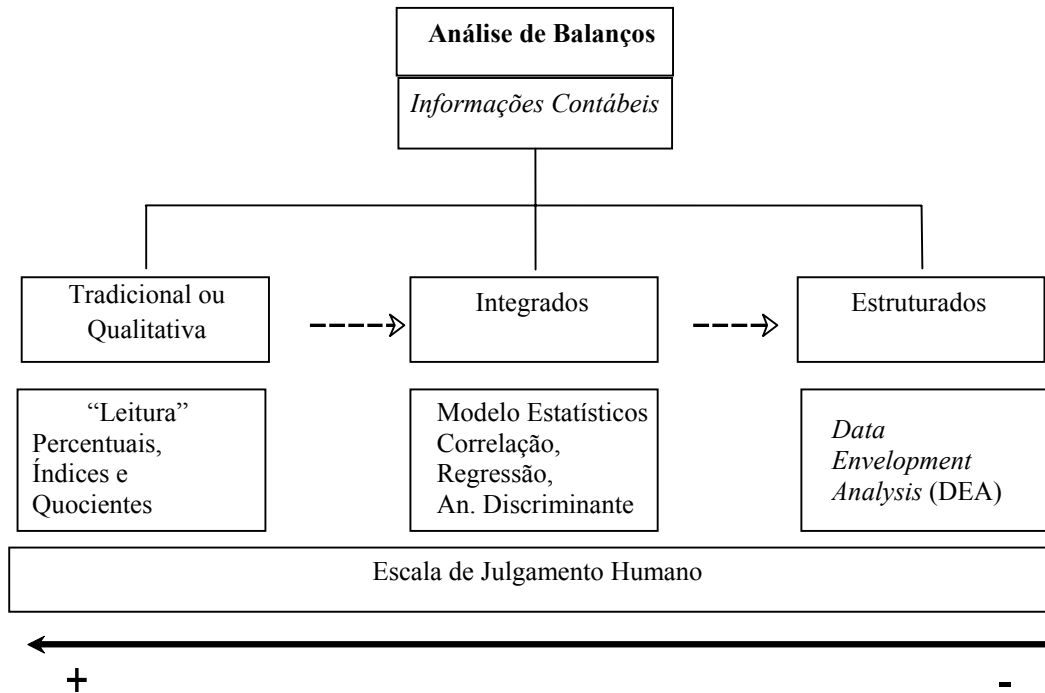 Análise de Balanços
Informações Contábeis
Tradicional ou
Qualitativa
Integrados
Estruturados
“Leitura”
Percentuais,
Índices e
Quocientes
Modelo Estatísticos
Correlação,
Regressão,
An. Discriminante
Data
Envelopment
Analysis (DEA)
Escala de Julgamento Humano
+
-